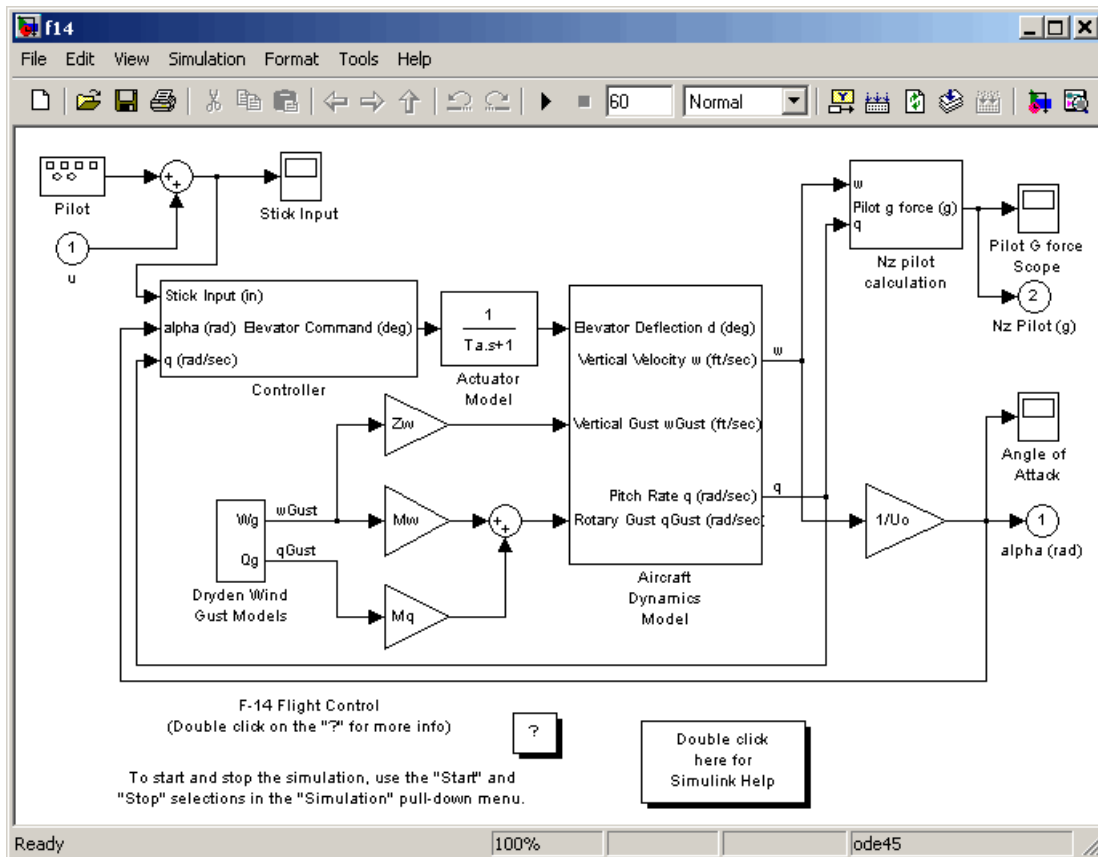 f14
File Edit View Simulation Format Tools Help
60 Normal
Pilot
+
+
Stick Input
1
u
w
Pilot g force (g)
q
Nz pilot
calculation
Pilot G force
Scope
2
Nz Pilot (g)
Stick Input (in)
alpha (rad) Elevator Command (deg)
q (rad/sec)
Controller
1
Ta.s+1
Actuator
Model
Elevator Deflection d (deg)
Vertical Velocity w (ft/sec)
Vertical Gust wGust (ft/sec)
Pitch Rate q (rad/sec)
Rotary Gust qGust (rad/sec)
Aircraft
Dynamics
Model
w
q
Zw
Mw
Mq
+
+
Wg
Qg
wGust
qGust
Dryden Wind
Gust Models
1/Uo
Angle of
Attack
1
alpha (rad)
F-14 Flight Control
(Double click on the "?" for more info)
?
Double click
here for
Simulink Help
To start and stop the simulation, use the "Start" and
"Stop" selections in the "Simulation" pull-down menu.
Ready 100% ode45